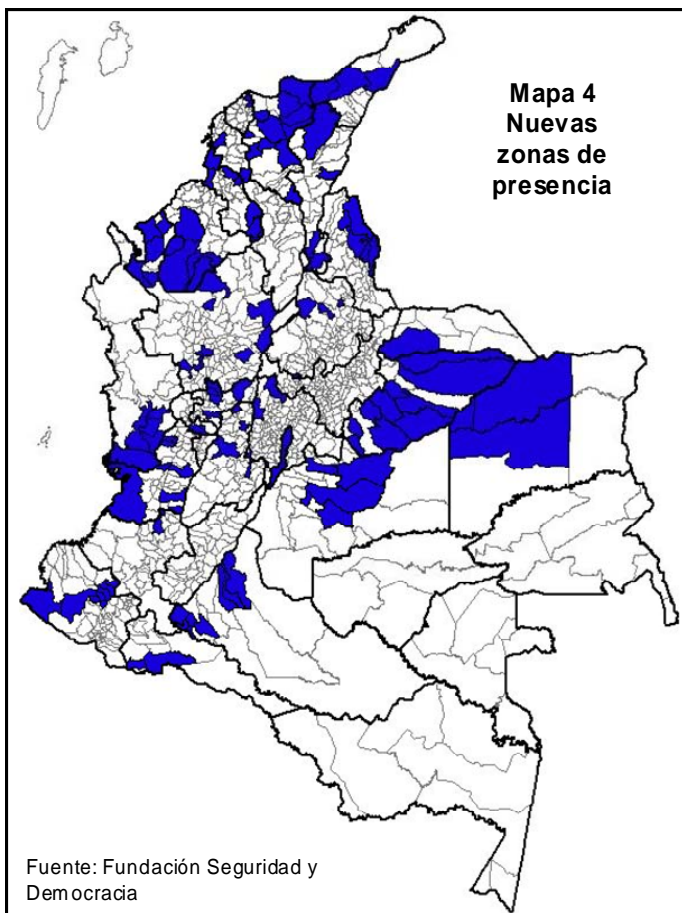 Mapa 4
Nuevas
zonas de
presencia
Fuente: Fundación Seguridad y
Democracia